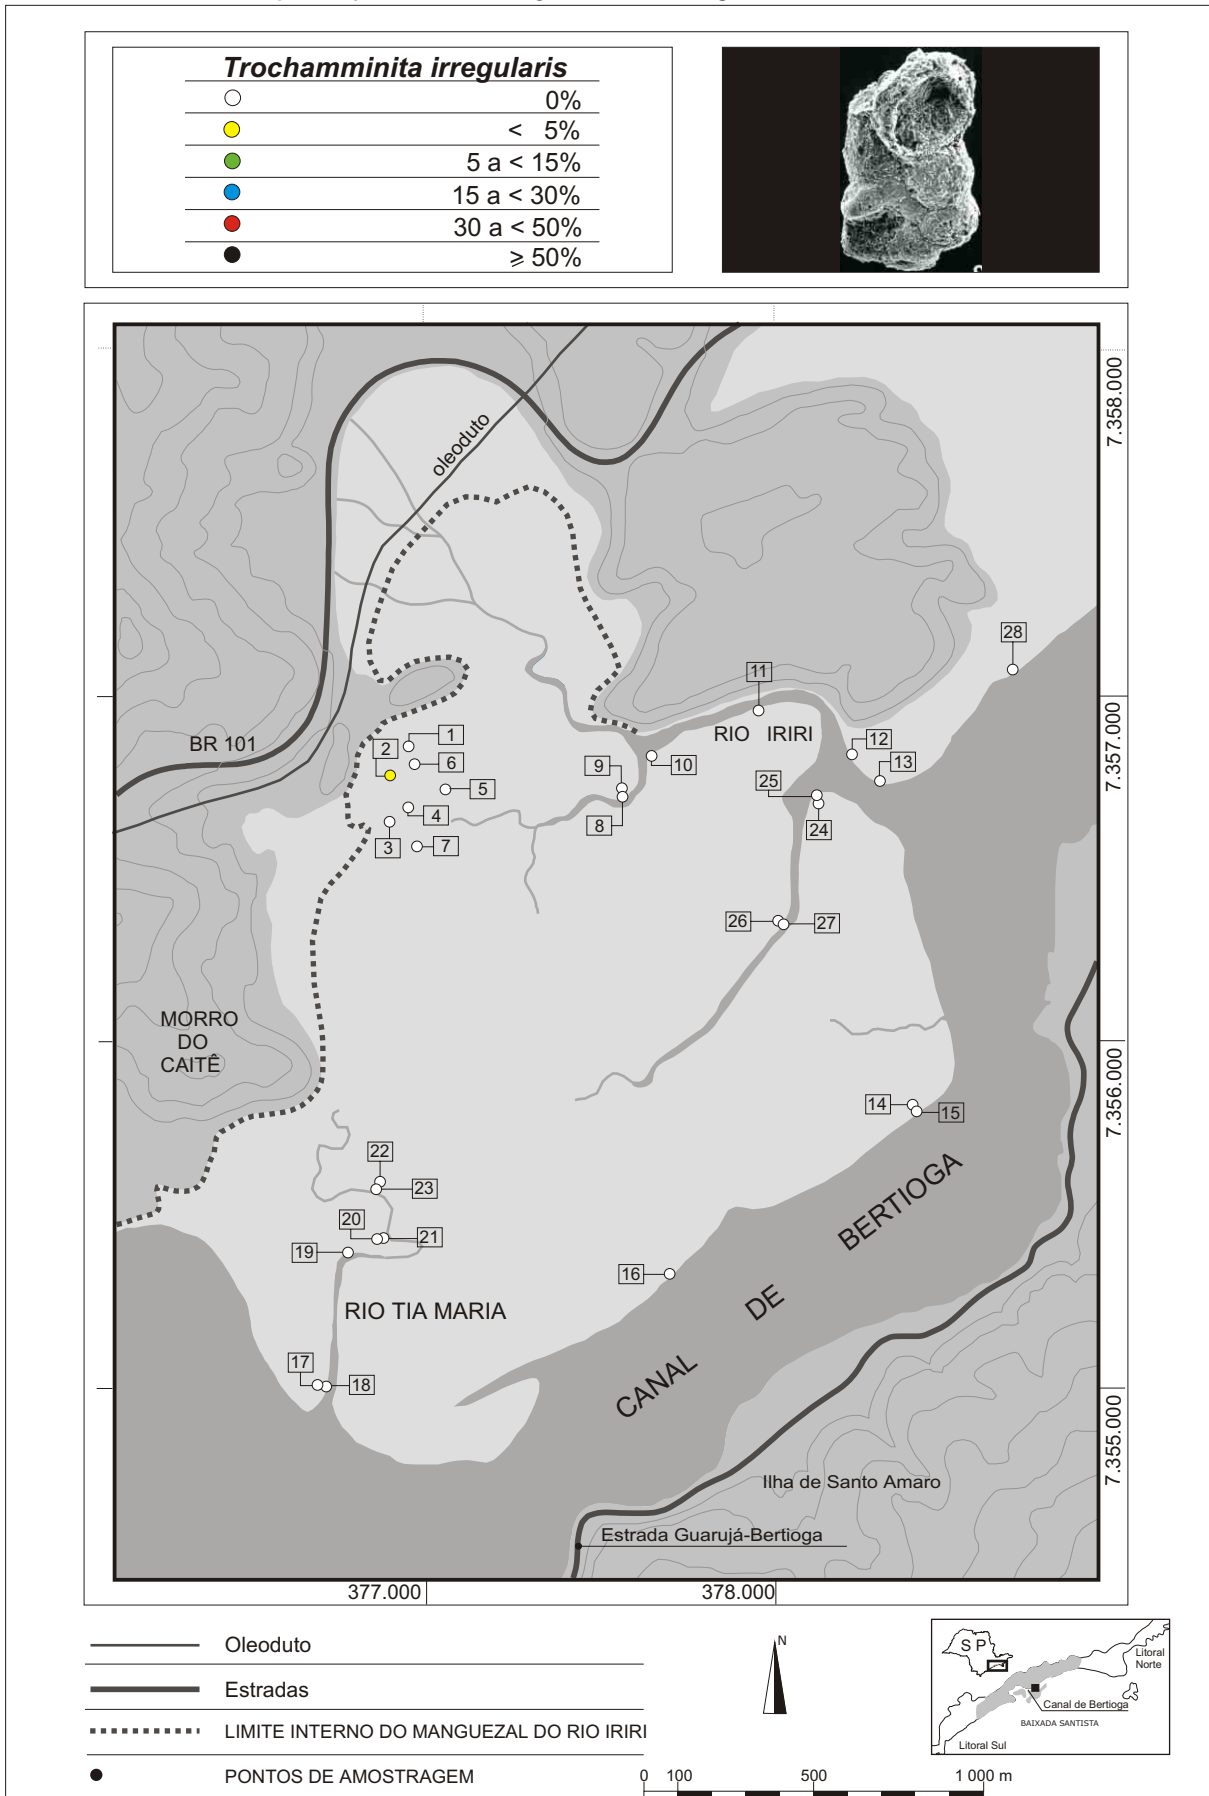 Trochamminita irregularis
0%
< 5%
5 a < 15%
15 a < 30%
30 a < 50%
⩾ 50%
oleoduto
7.358.000
28
11
RIO IRIRI
7.357.000
BR 101
1
2
6
12
13
9
10
5
25
4
8
24
3
7
26
27
MORRO
DO
CAITÊ
7.356.000
14
15
22
23
20
21
19
BERTIOGA
16
DE
RIO TIA MARIA
CANAL
17
18
7.355.000
Ilha de Santo Amaro
Estrada Guarujá-Bertioga
377.000
378.000
Oleoduto
Estradas
LIMITE INTERNO DO MANGUEZAL DO RIO IRIRI
PONTOS DE AMOSTRAGEM
N
0 100 500 1 000 m
S P
Litoral
Norte
Canal de Bertioga
BAIXADA SANTISTA
Litoral Sul